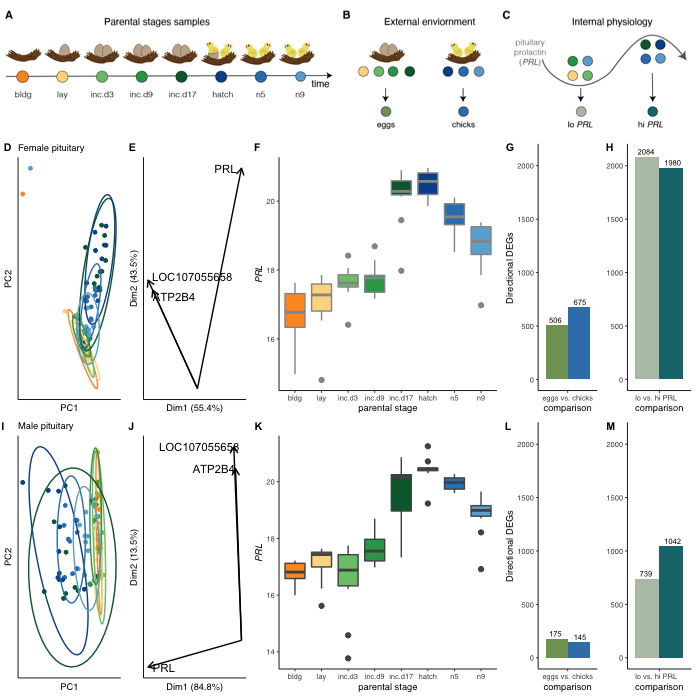 A
Parental stages samples
bldg lay inc.d3 inc.d9 inc.d17 hatch n5 n9
time
B
External enviornment
eggs chicks
C
Internal physiology
pituitary
prolactin
(PRL)
lo PRL hi PRL
D Female pituitary
PC2
PC1
E
PRL
LOC107055658
ATP2B4
Dim2 (43.5%)
Dim1 (55.4%)
F
PRL
20
18
16
bldg lay inc.d3 inc.d9 inc.d17 hatch n5 n9
parental stage
G
Directional DEGs
2000
1500
1000
500
0
506 675
eggs vs. chicks
comparison
H
2084 1980
2000
1500
1000
500
0
lo vs. hi PRL
comparison
I Male pituitary
PC2
PC1
J
LOC107055658
ATP2B4
PRL
Dim2 (13.5%)
Dim1 (84.8%)
K
PRL
20
18
16
14
bldg lay inc.d3 inc.d9 inc.d17 hatch n5 n9
parental stage
L
Directional DEGs
2000
1500
1000
500
0
175 145
eggs vs. chicks
comparison
M
2000
1500
1000
500
0
739 1042
lo vs. hi PRL
comparison